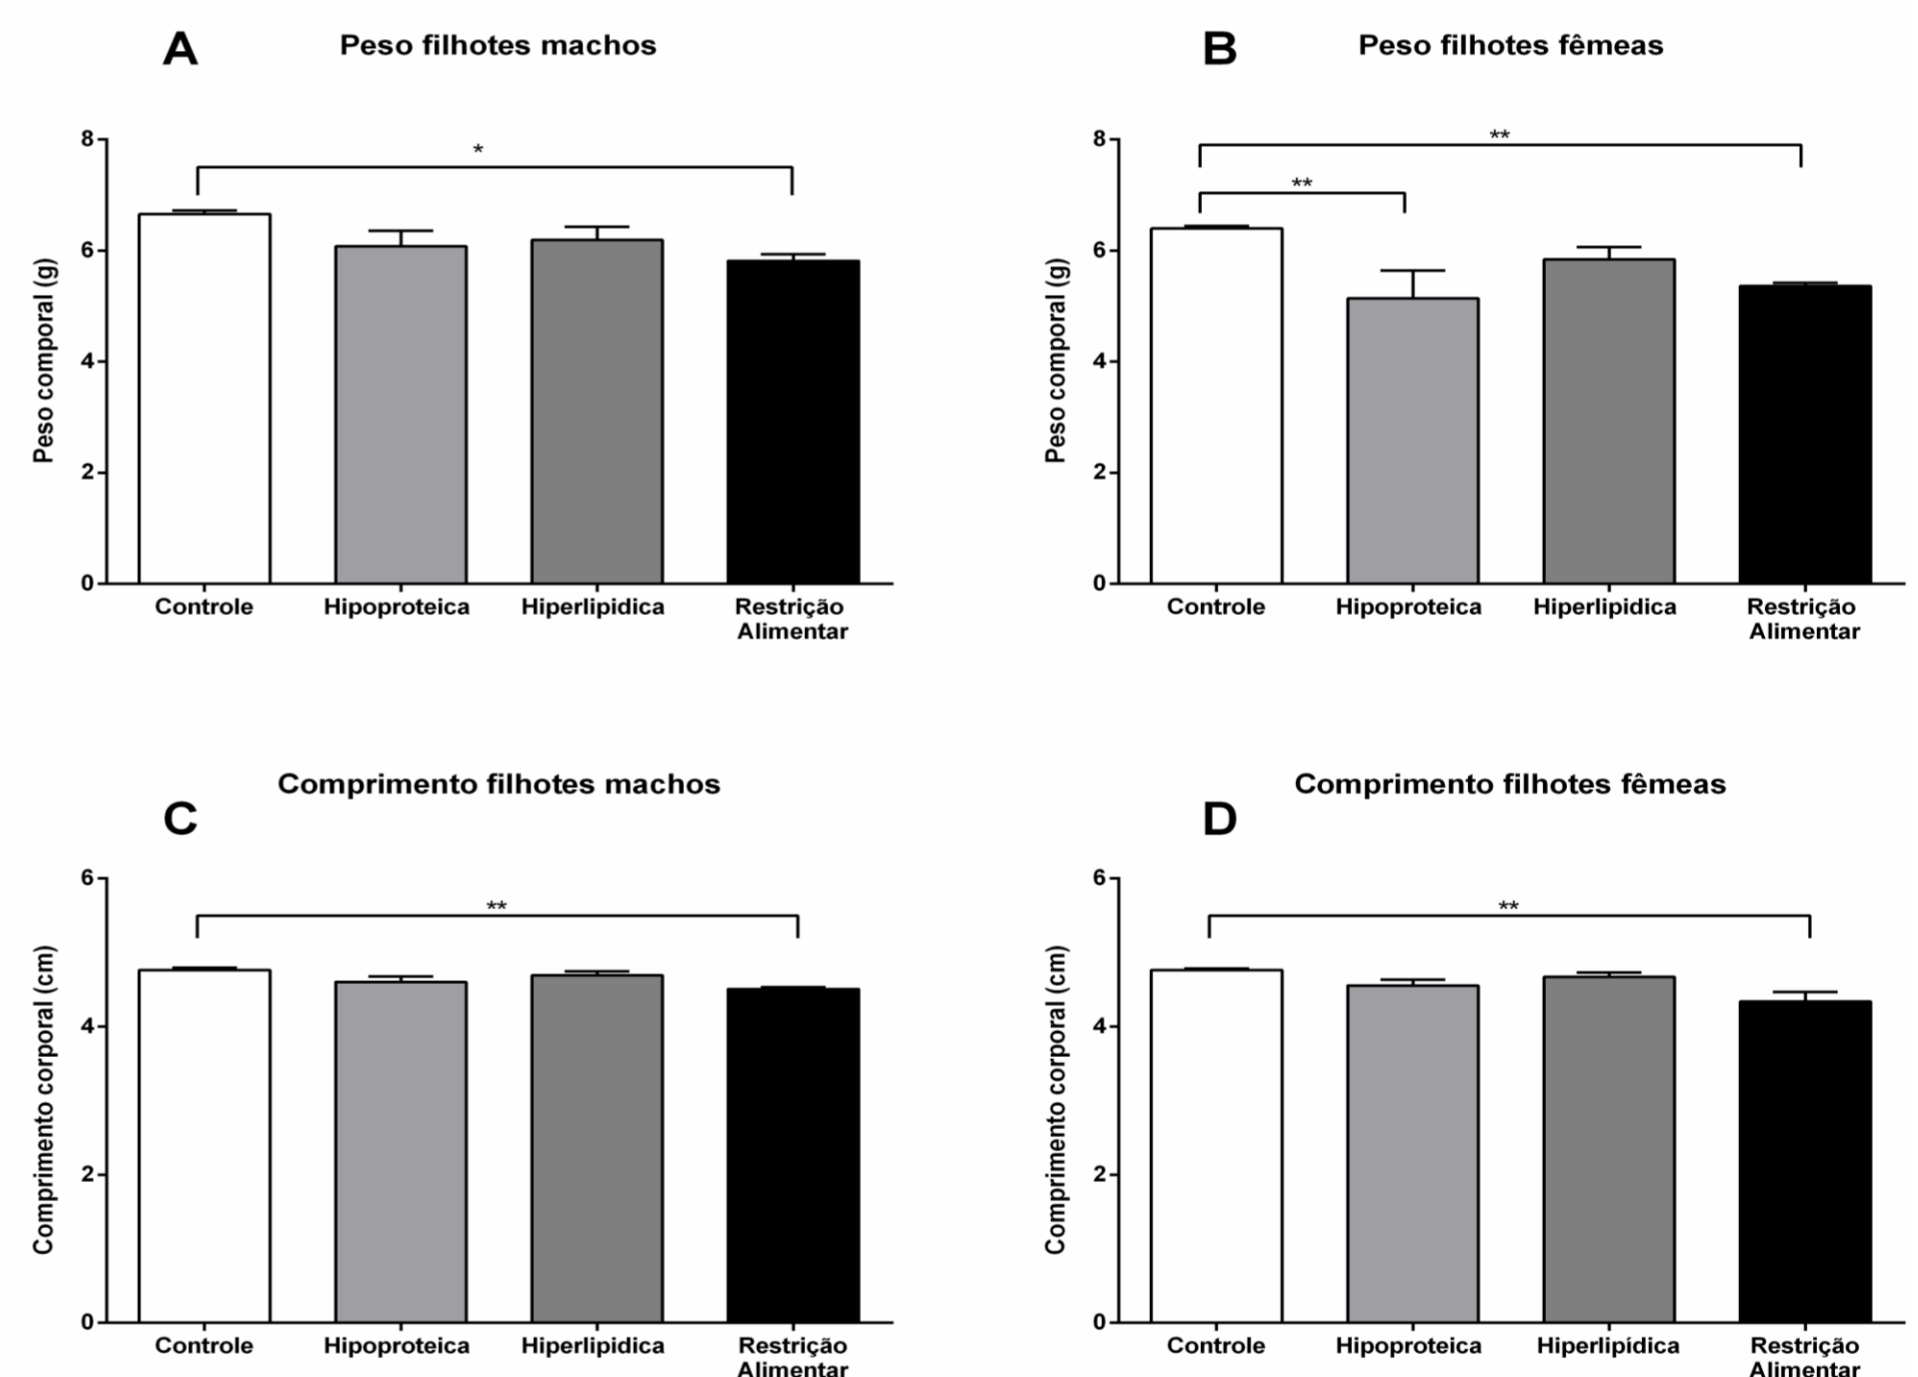 A
Peso filhotes machos
Peso comporal (g)
8
6
4
2
0
*
Controle
Hipoproteica
Hiperlipidica
Restrição
Alimentar
B
Peso filhotes fêmeas
Peso comporal (g)
8
6
4
2
0
**
**
Controle
Hipoproteica
Hiperlipidica
Restrição
Alimentar
Comprimento filhotes machos
C
Comprimento corporal (cm)
6
4
2
0
**
Controle
Hipoproteica
Hiperlipidica
Restrição
Alimentar
Comprimento filhotes fêmeas
D
Comprimento corporal (cm)
6
4
2
0
**
Controle
Hipoproteica
Hiperlipídica
Restrição
Alimentar